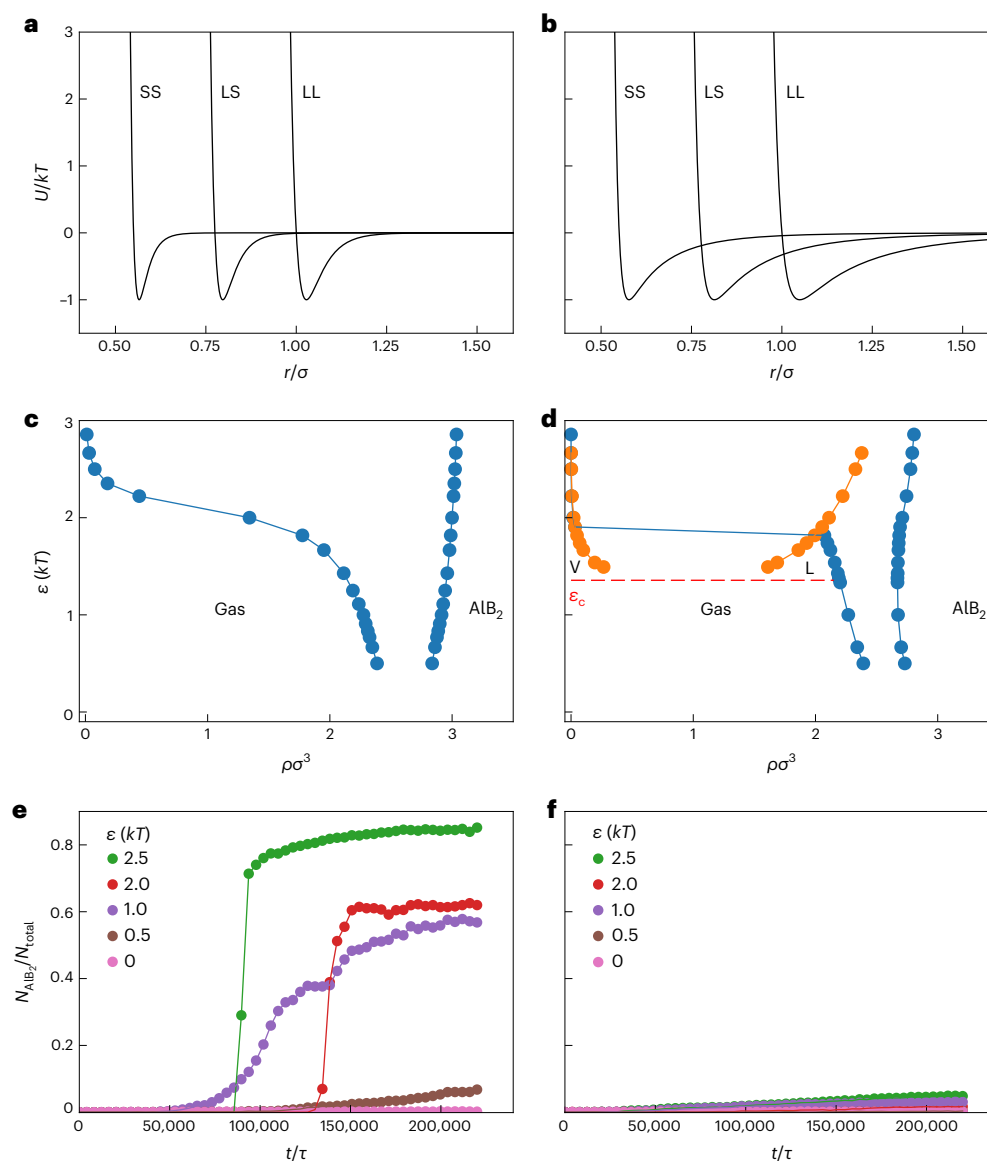 a
3
2
1
0
–1
U/kT
SS
LS
LL
0.50
0.75
1.00
1.25
1.50
r/σ
b
SS
LS
LL
0.50
0.75
1.00
1.25
1.50
r/σ
c
3
2
1
0
ε (kT)
Gas
AlB₂
0
1
2
3
ρσ³
d
V
L
ε_c
Gas
AlB₂
0
1
2
3
ρσ³
e
0.8
0.6
0.4
0.2
0
N_AlB₂/N_total
ε (kT)
2.5
2.0
1.0
0.5
0
0
50,000
100,000
150,000
200,000
t/τ
f
ε (kT)
2.5
2.0
1.0
0.5
0
0
50,000
100,000
150,000
200,000
t/τ